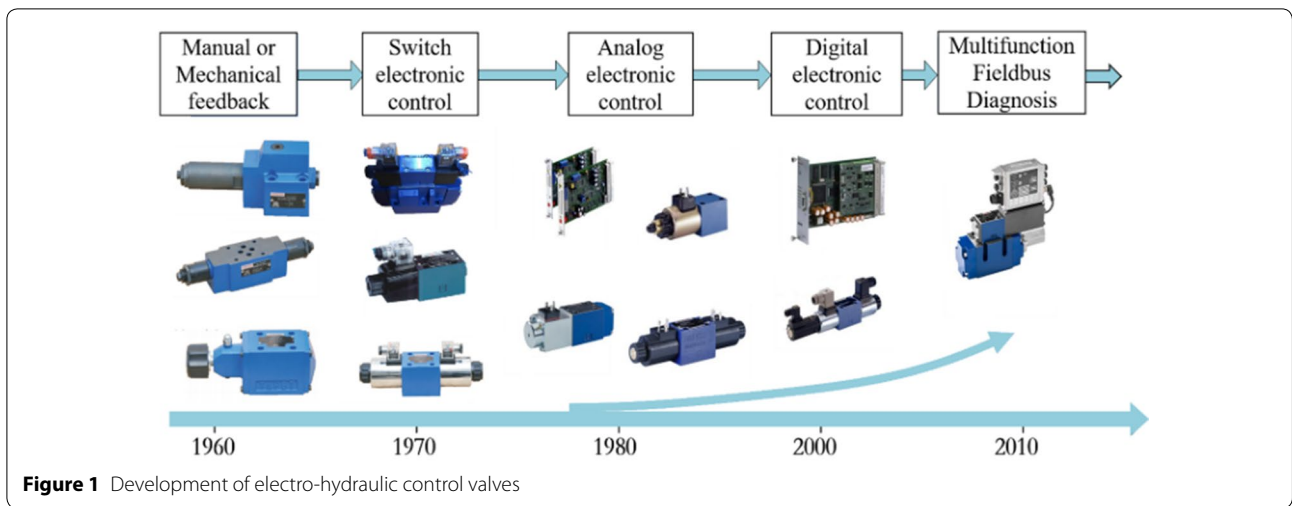 Manual or
Mechanical
feedback
Switch
electronic
control
Analog
electronic
control
Digital
electronic
control
Multifunction
Fieldbus
Diagnosis
1960
1970
1980
2000
2010
Figure 1 Development of electro-hydraulic control valves